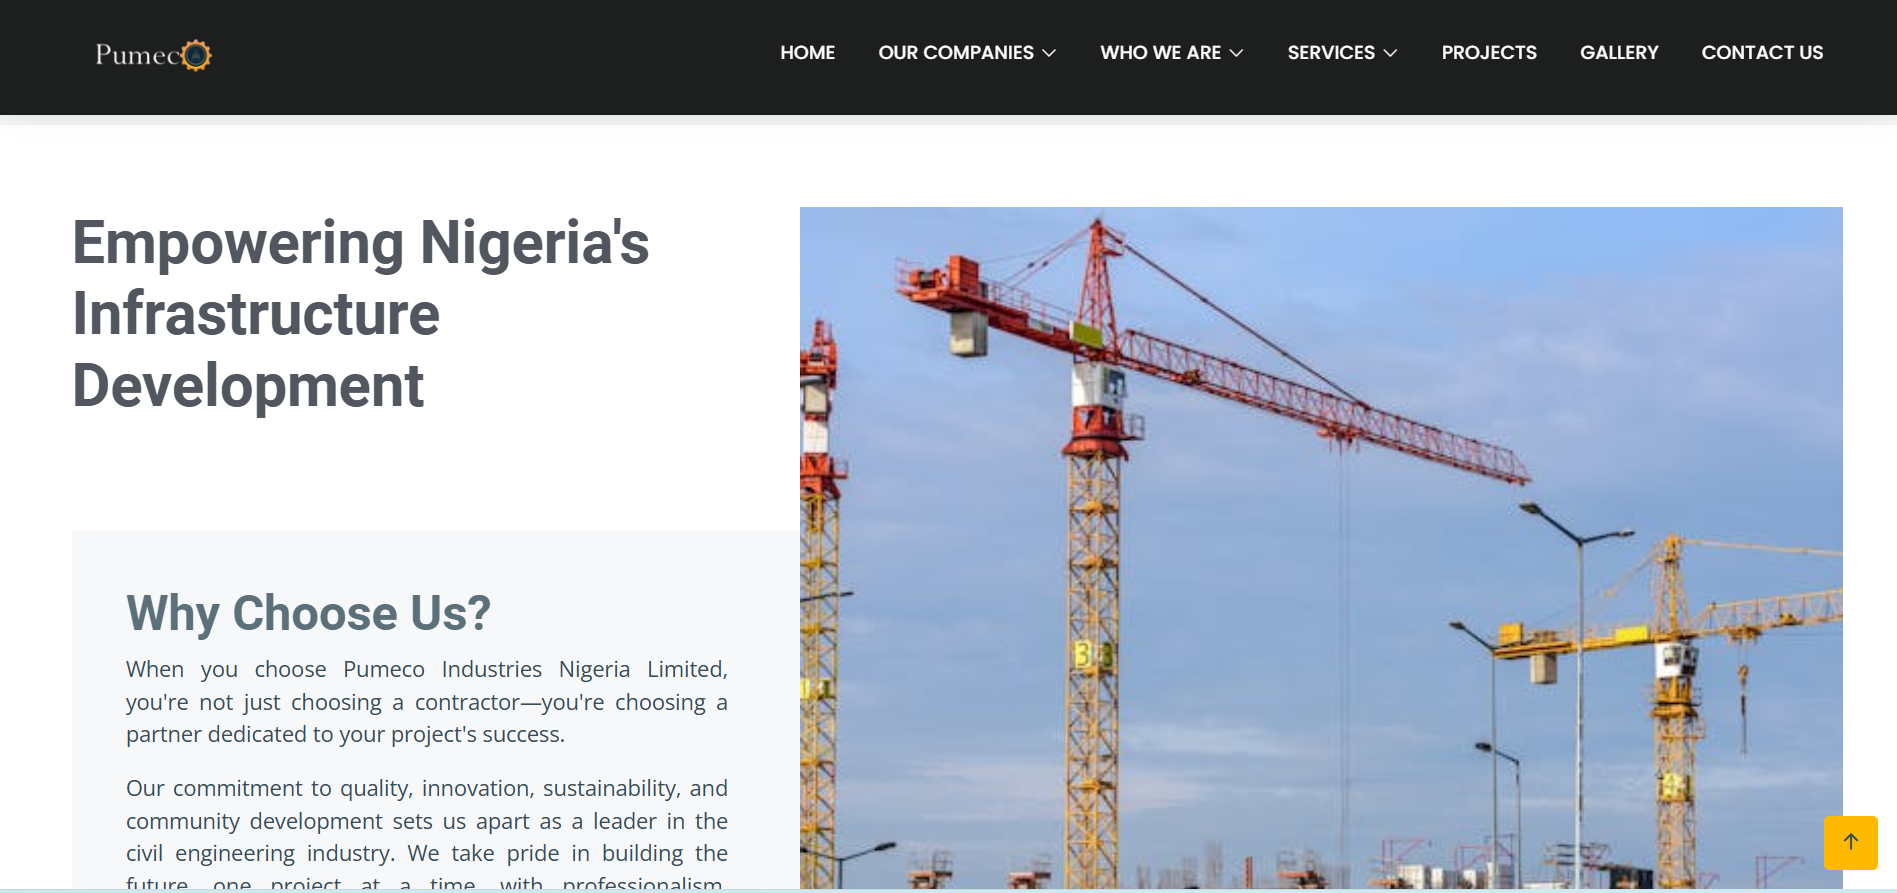 Pumeco
HOME
OUR COMPANIES
WHO WE ARE
SERVICES
PROJECTS
GALLERY
CONTACT US
Empowering Nigeria's
Infrastructure
Development
Why Choose Us?
When you choose Pumeco Industries Nigeria Limited,
you're not just choosing a contractor—you're choosing a
partner dedicated to your project's success.
Our commitment to quality, innovation, sustainability, and
community development sets us apart as a leader in the
civil engineering industry. We take pride in building the
future, one project at a time, with professionalism,
3 3